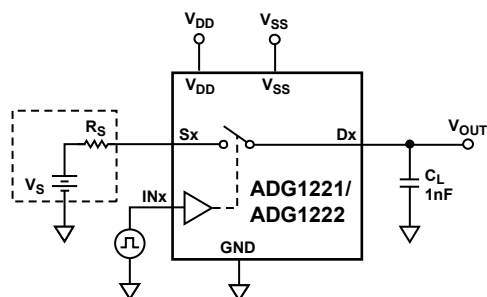 VDD VSS
VDD VSS
RS
Sx Dx
VOUT
VS
CL
1nF
INx
ADG1221/
ADG1222
GND